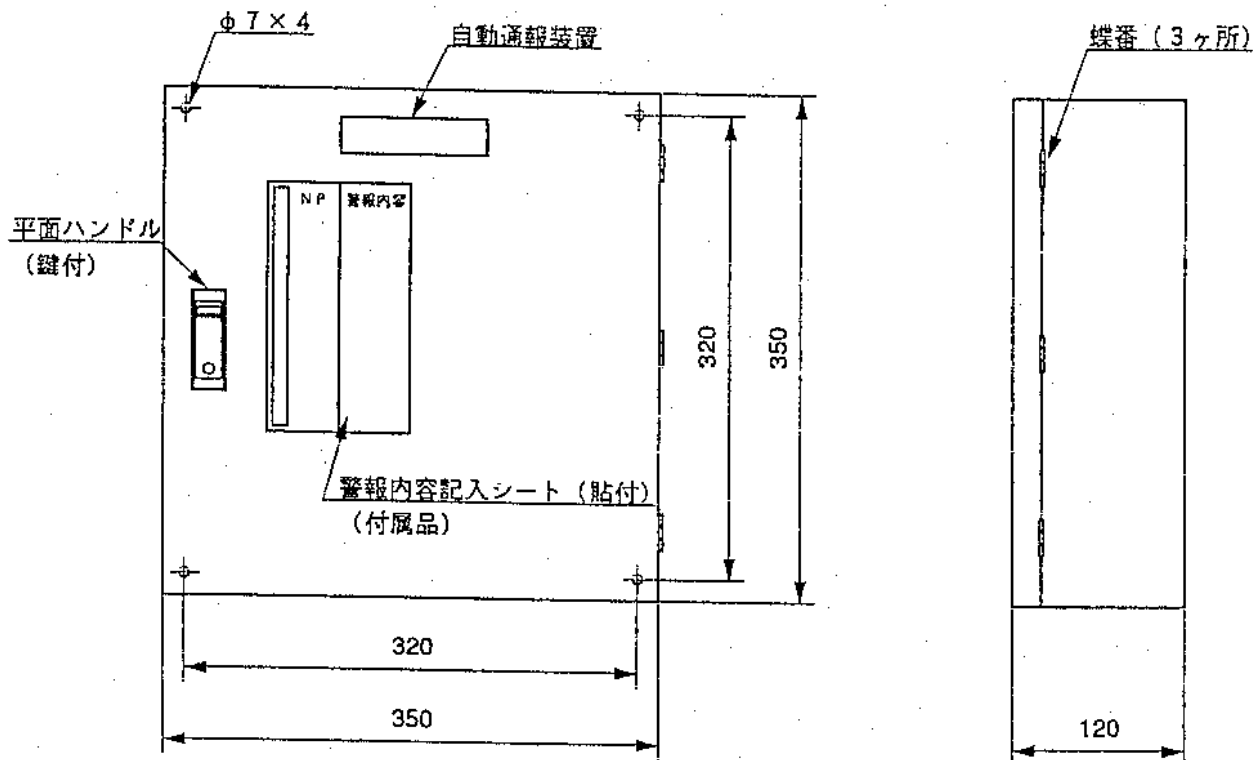 φ7×4
自動通報装置
蝶番(3ヶ所)
NP
警報内容
平面ハンドル
(鍵付)
320
350
警報内容記入シート(貼付)
(付属品)
320
350
120